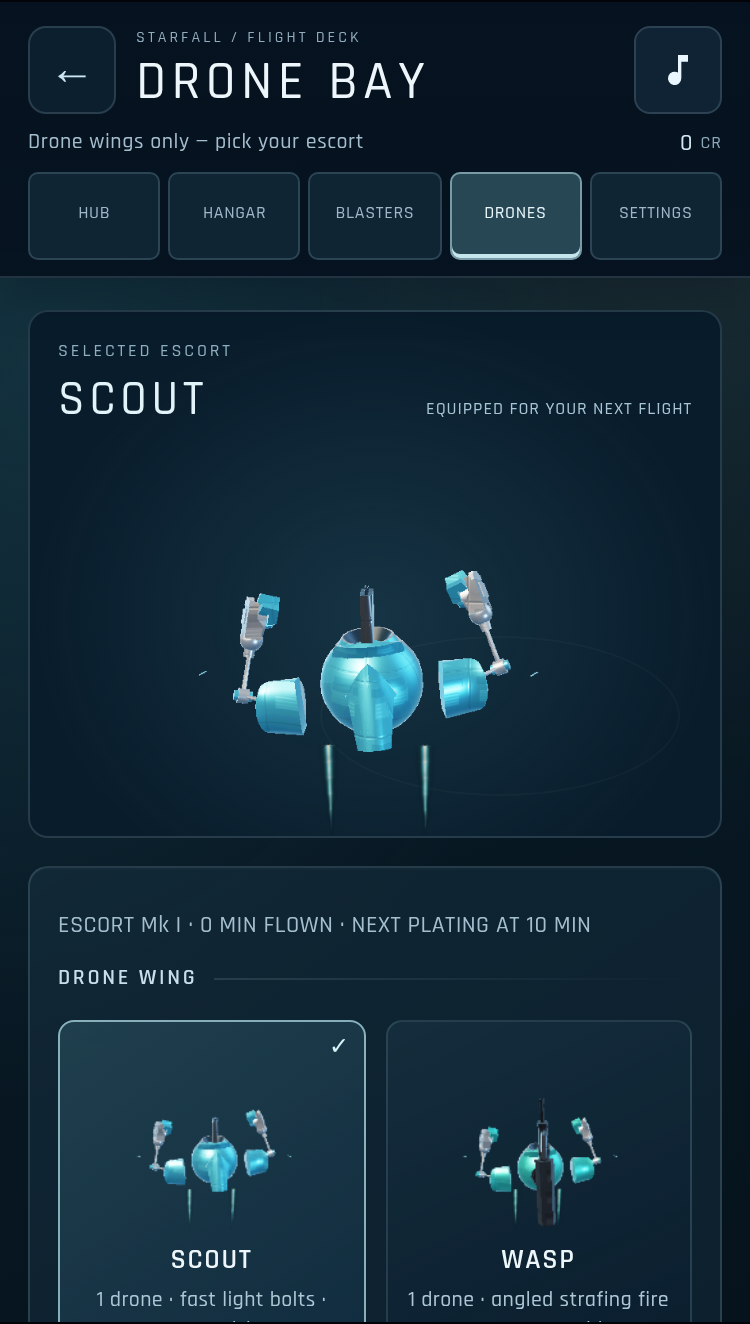 STARFALL / FLIGHT DECK
← DRONE BAY
Drone wings only — pick your escort
0 CR
HUB
HANGAR
BLASTERS
DRONES
SETTINGS
SELECTED ESCORT
SCOUT
EQUIPPED FOR YOUR NEXT FLIGHT
ESCORT Mk I · 0 MIN FLOWN · NEXT PLATING AT 10 MIN
DRONE WING
✓
SCOUT
1 drone · fast light bolts ·
WASP
1 drone · angled strafing fire